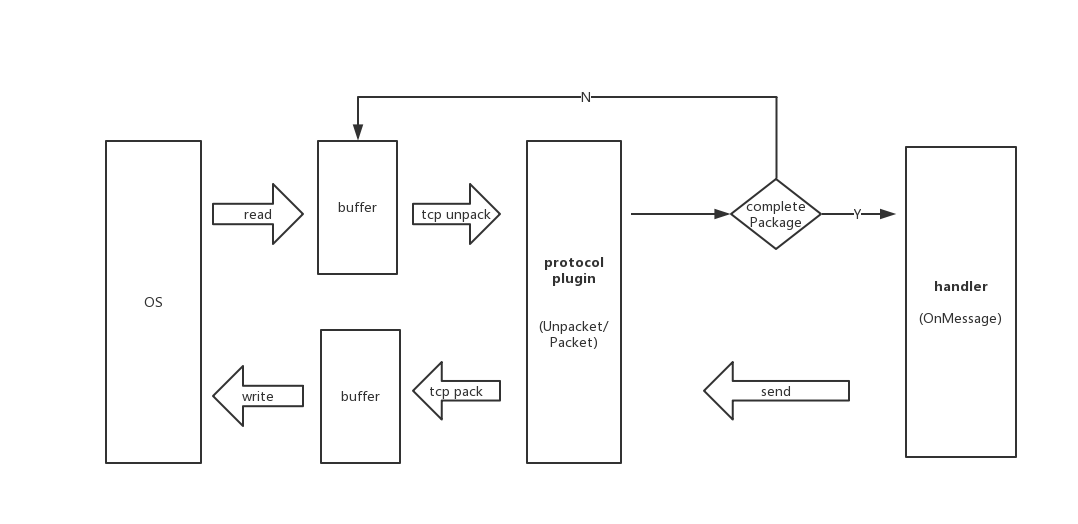 N
read
buffer
tcp unpack
complete
Package
Y
OS
protocol
plugin
(Unpacket/
Packet)
handler
(OnMessage)
write
buffer
tcp pack
send